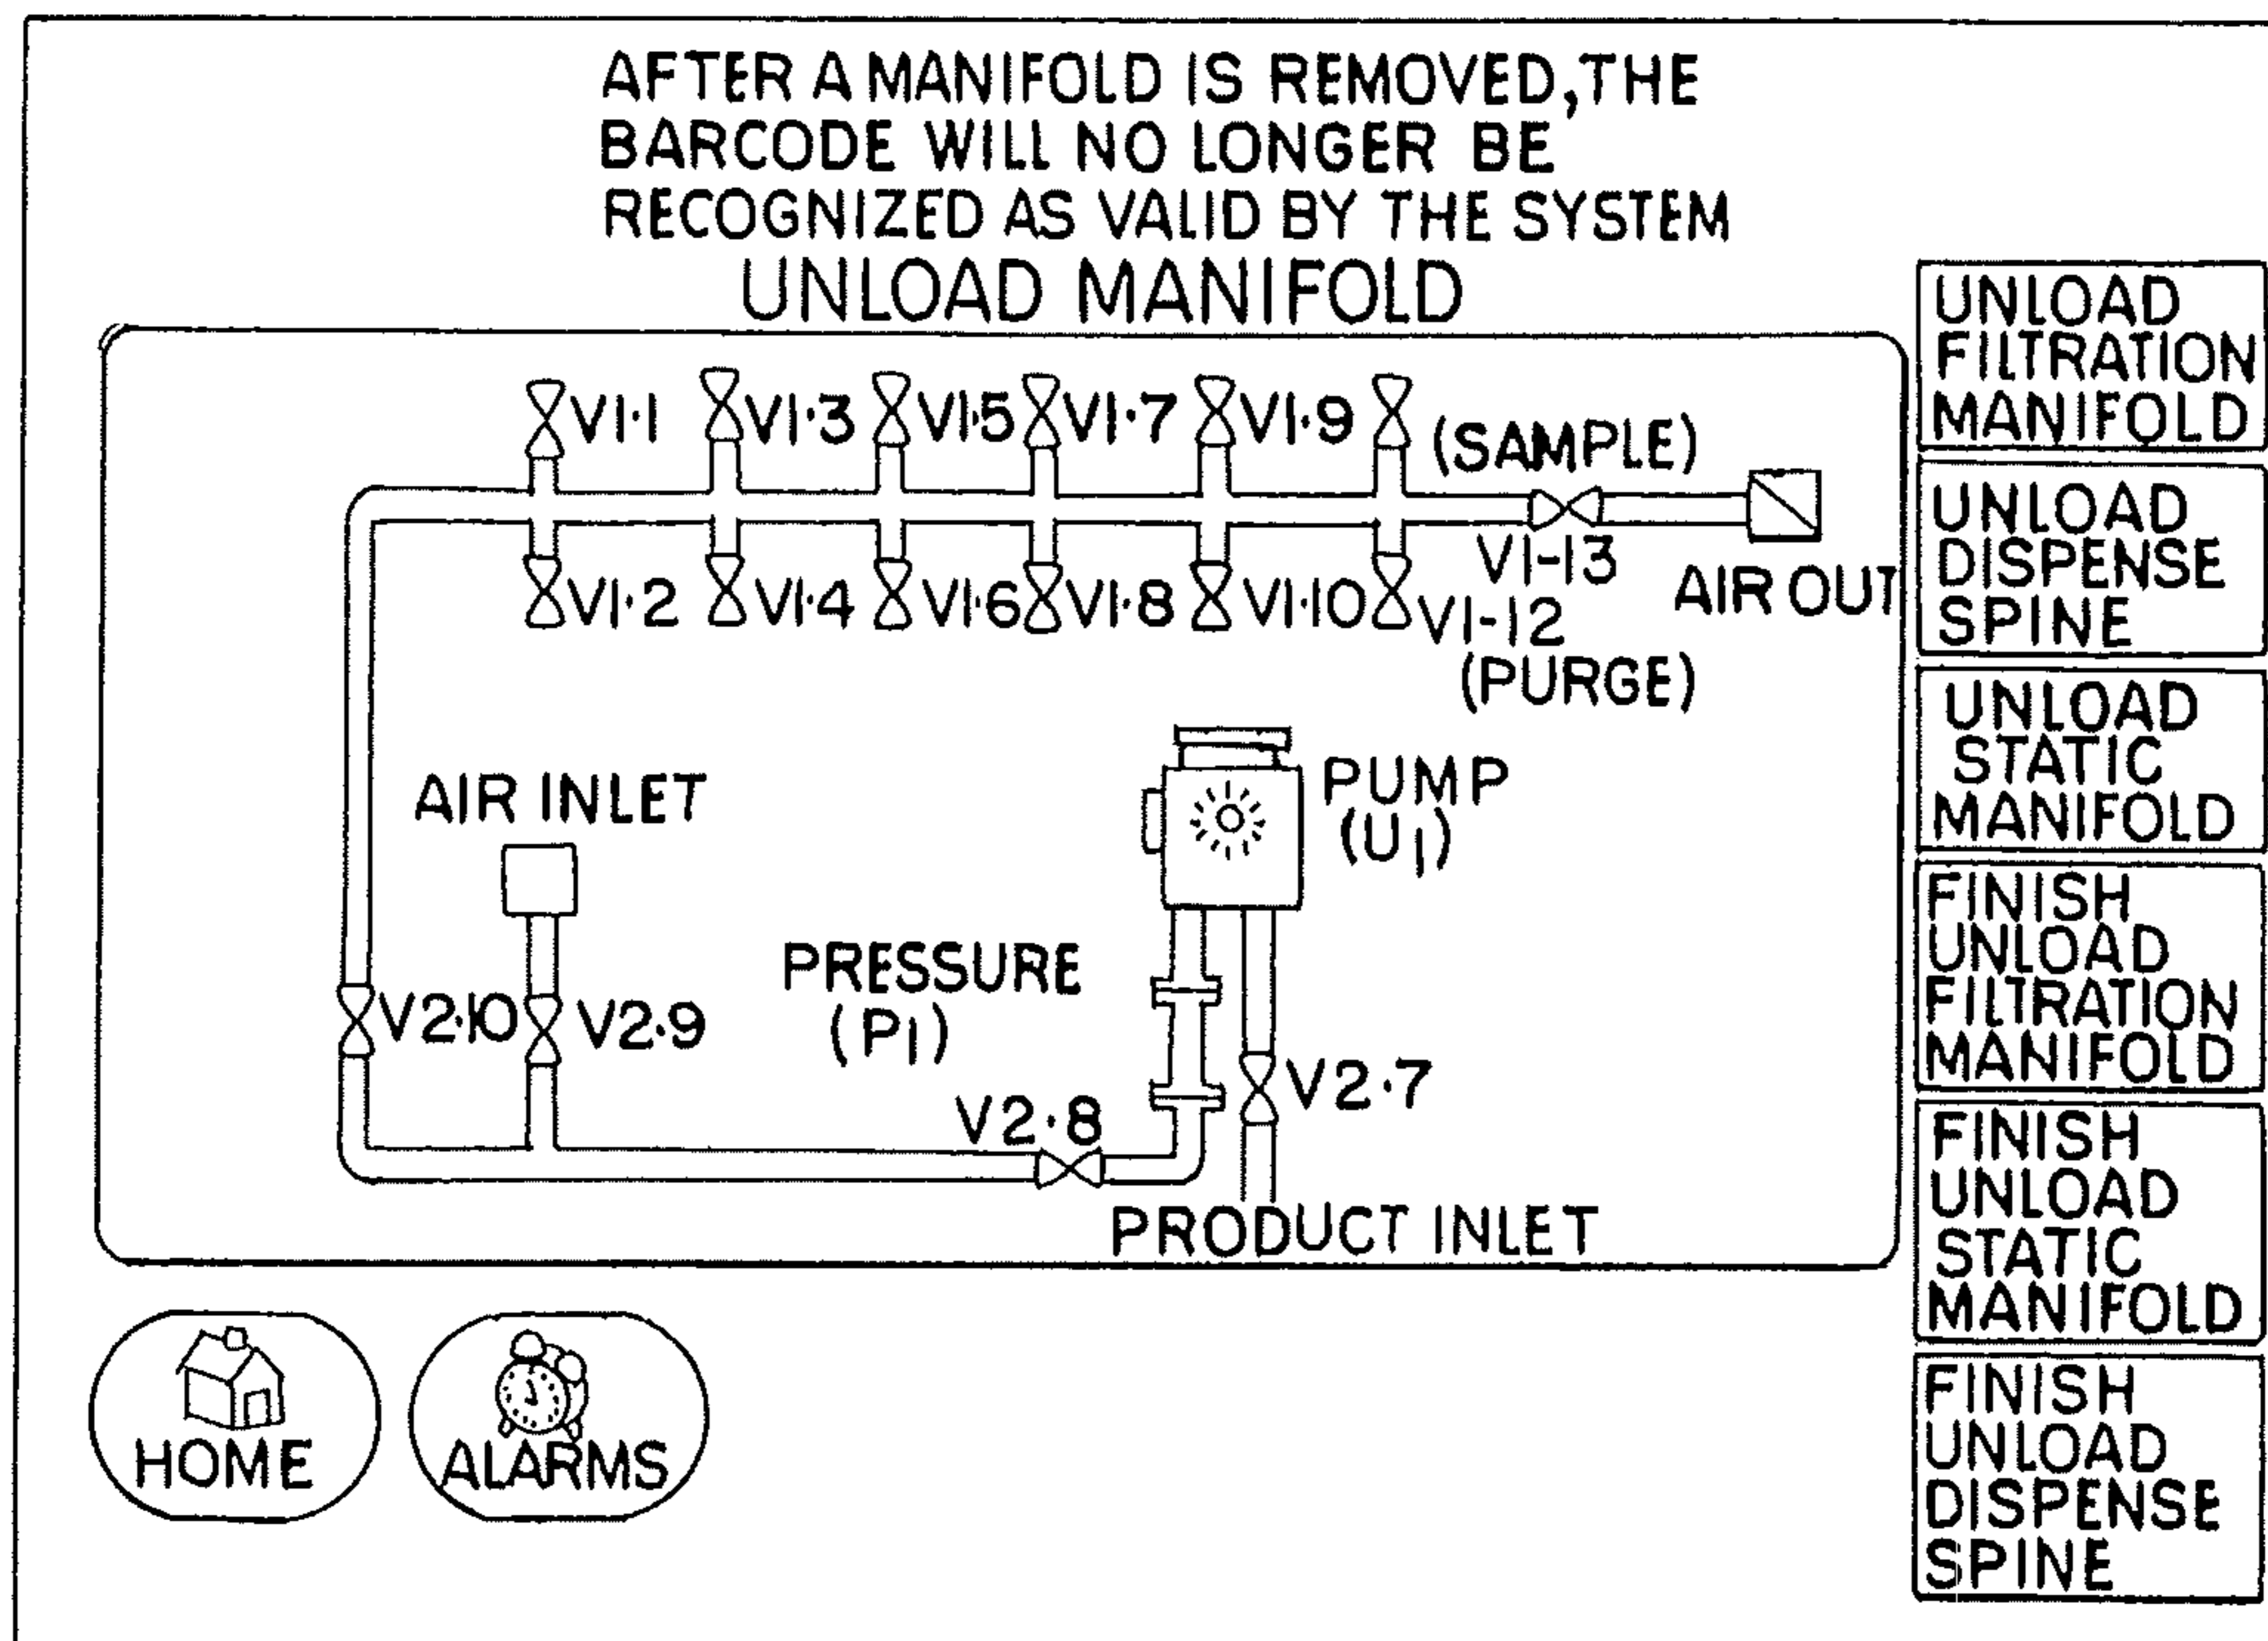 AFTER A MANIFOLD IS REMOVED, THE
BARCODE WILL NO LONGER BE
RECOGNIZED AS VALID BY THE SYSTEM
UNLOAD MANIFOLD
V1·1 V1·3 V1·5 V1·7 V1·9
(SAMPLE)
V1·2 V1·4 V1·6 V1·8 V1·10
V1-13
V1-12
(PURGE)
AIR OUT
AIR INLET
PUMP
(U1)
PRESSURE
(P1)
V2·10 V2·9
V2·8
V2·7
PRODUCT INLET
HOME
ALARMS
UNLOAD
FILTRATION
MANIFOLD
UNLOAD
DISPENSE
SPINE
UNLOAD
STATIC
MANIFOLD
FINISH
UNLOAD
FILTRATION
MANIFOLD
FINISH
UNLOAD
STATIC
MANIFOLD
FINISH
UNLOAD
DISPENSE
SPINE